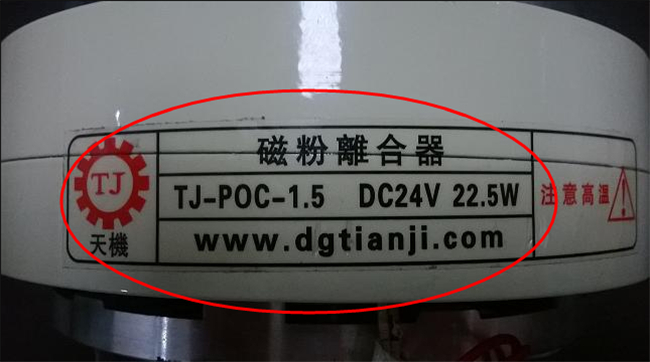 磁粉離合器
TJ
TJ-POC-1.5 DC24V 22.5W
注意高溫
天機
www.dgtianji.com